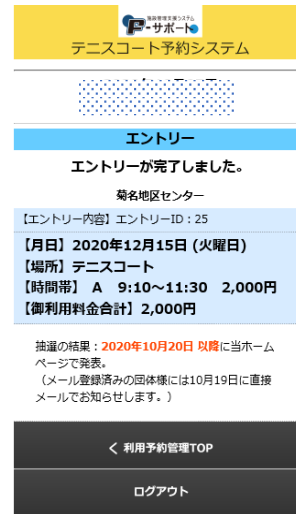 施設管理支援システム
F-サポート
テニスコート予約システム
エントリー
エントリーが完了しました。
菊名地区センター
【エントリー内容】エントリーID：25
【月日】2020年12月15日 (火曜日)
【場所】テニスコート
【時間帯】 A　9:10～11:30　2,000円
【御利用料金合計】2,000円
抽選の結果：2020年10月20日 以降に当ホーム
ページで発表。
（メール登録済みの団体様には10月19日に直接
メールでお知らせします。）
く 利用予約管理TOP
ログアウト